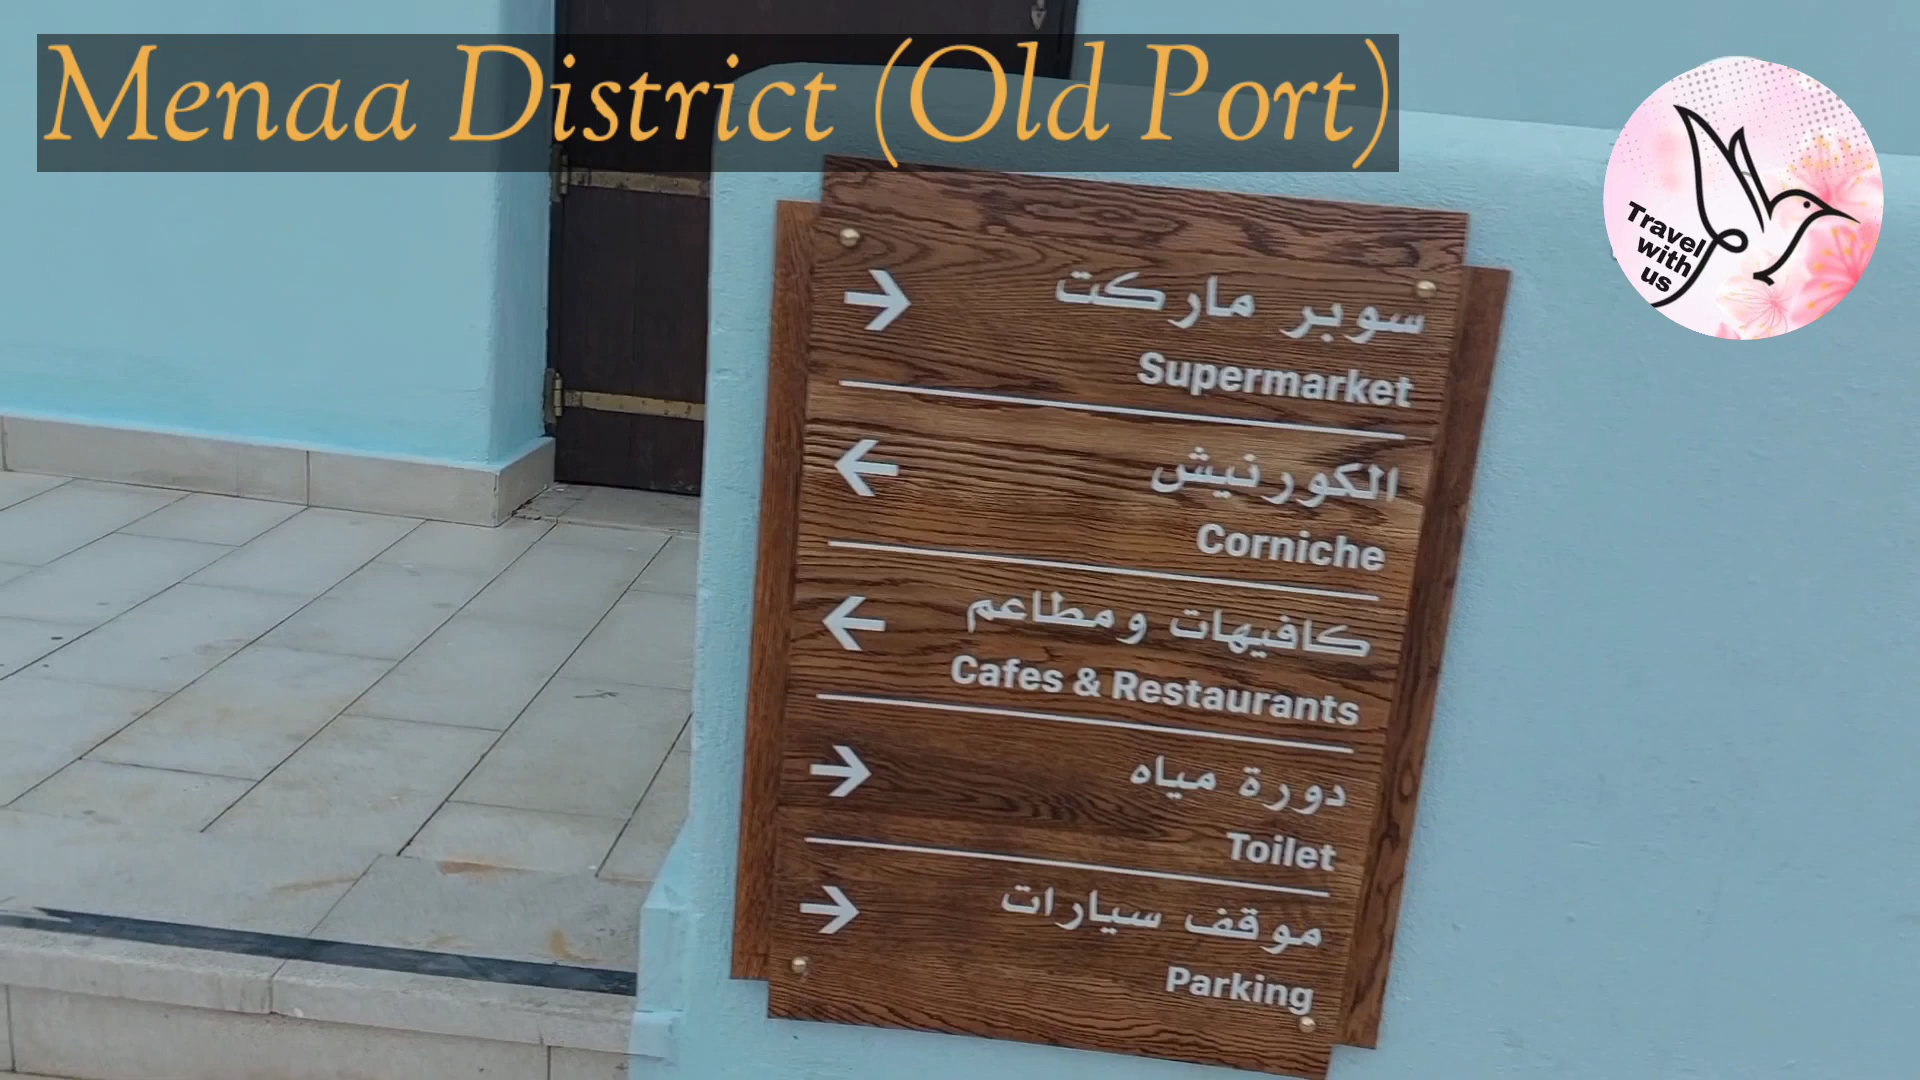 Menaa District (Old Port)
Travel
with
us
سوبر ماركت
Supermarket
الكورنيش
Corniche
كافيهات ومطاعم
Cafes & Restaurants
دورة مياه
Toilet
موقف سيارات
Parking